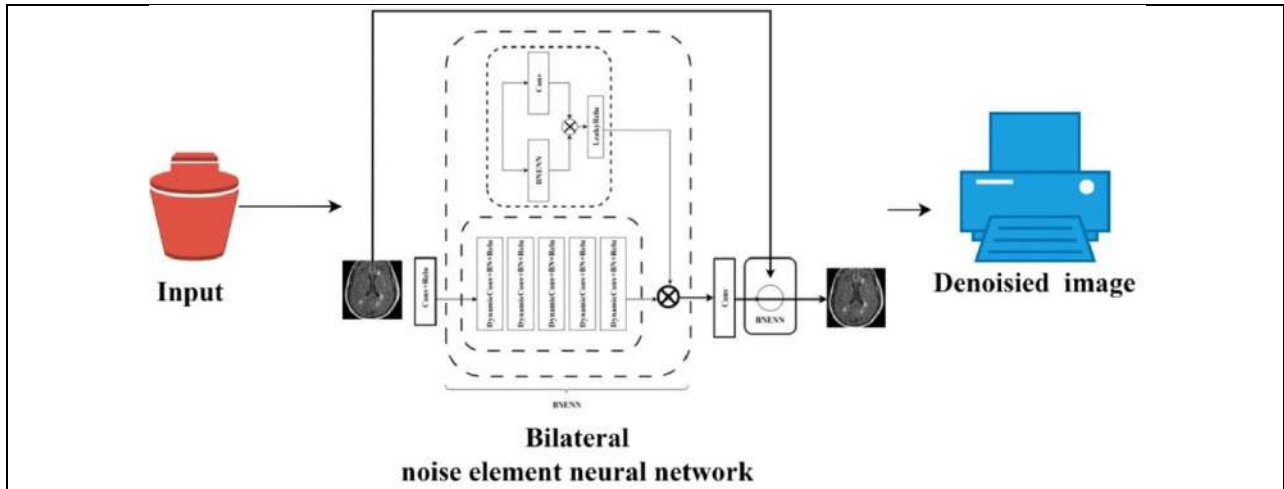 Conv
BNENN
LeakyRelu
Input
Conv+Relu
DynamicConv+BN+Relu
DynamicConv+BN+Relu
DynamicConv+BN+Relu
DynamicConv+BN+Relu
DynamicConv+BN+Relu
Conv
BNENN
Denoisied image
BNENN
Bilateral
noise element neural network